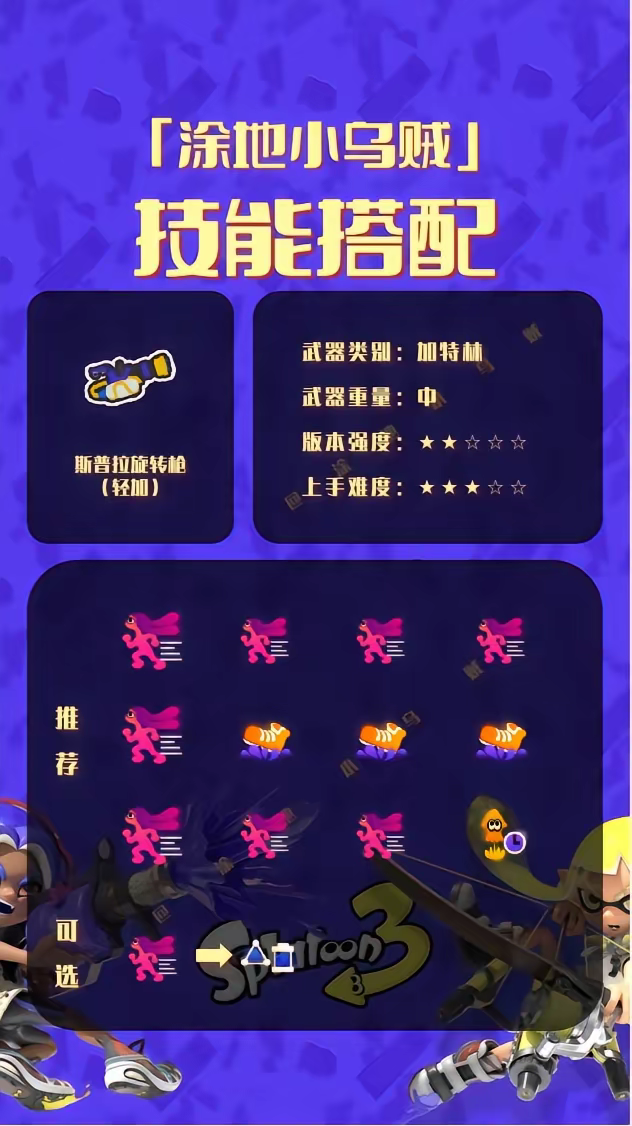 「涂地小乌贼」
技能搭配
斯普拉旋转枪
(轻加)
武器类别：加特林
武器重量：中
版本强度：★★☆☆☆
上手难度：★★★☆☆
推荐
可选
Splatoon 3